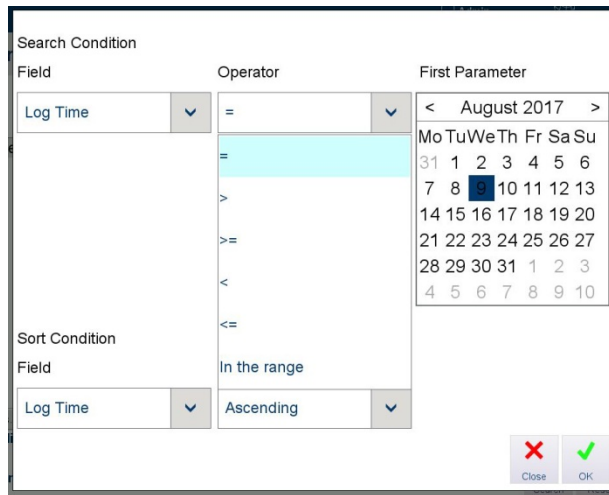 Search Condition
Field
Operator
First Parameter
Log Time
=
< August 2017 >
Mo Tu We Th Fr Sa Su
31 1 2 3 4 5 6
7 8 9 10 11 12 13
14 15 16 17 18 19 20
21 22 23 24 25 26 27
28 29 30 31 1 2 3
4 5 6 7 8 9 10
=
>
>=
<
<=
In the range
Sort Condition
Field
Log Time
Ascending
Close
OK